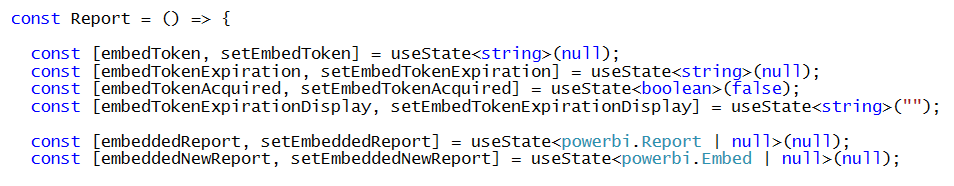 const Report = () => {
const [embedToken, setEmbedToken] = useState<string>(null);
const [embedTokenExpiration, setEmbedTokenExpiration] = useState<string>(null);
const [embedTokenAcquired, setEmbedTokenAcquired] = useState<boolean>(false);
const [embedTokenExpirationDisplay, setEmbedTokenExpirationDisplay] = useState<string>("");
const [embeddedReport, setEmbeddedReport] = useState<powerbi.Report | null>(null);
const [embeddedNewReport, setEmbeddedNewReport] = useState<powerbi.Embed | null>(null);